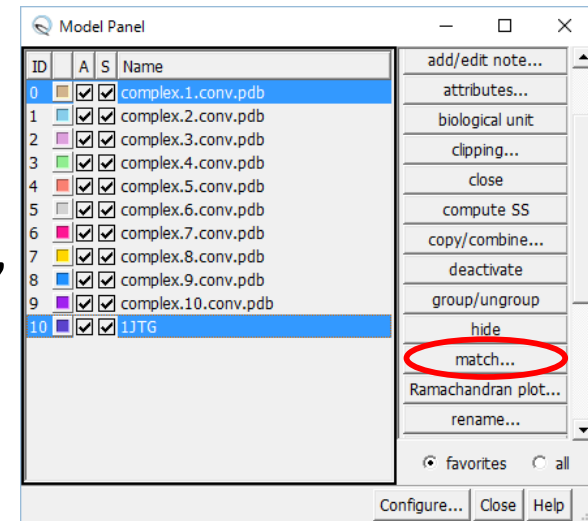 Model Panel
ID A S Name
0 complex.1.conv.pdb
1 complex.2.conv.pdb
2 complex.3.conv.pdb
3 complex.4.conv.pdb
4 complex.5.conv.pdb
5 complex.6.conv.pdb
6 complex.7.conv.pdb
7 complex.8.conv.pdb
8 complex.9.conv.pdb
9 complex.10.conv.pdb
10 1JTG
add/edit note...
attributes...
biological unit
clipping...
close
compute SS
copy/combine...
deactivate
group/ungroup
hide
match...
Ramachandran plot...
rename...
favorites all
Configure... Close Help
,